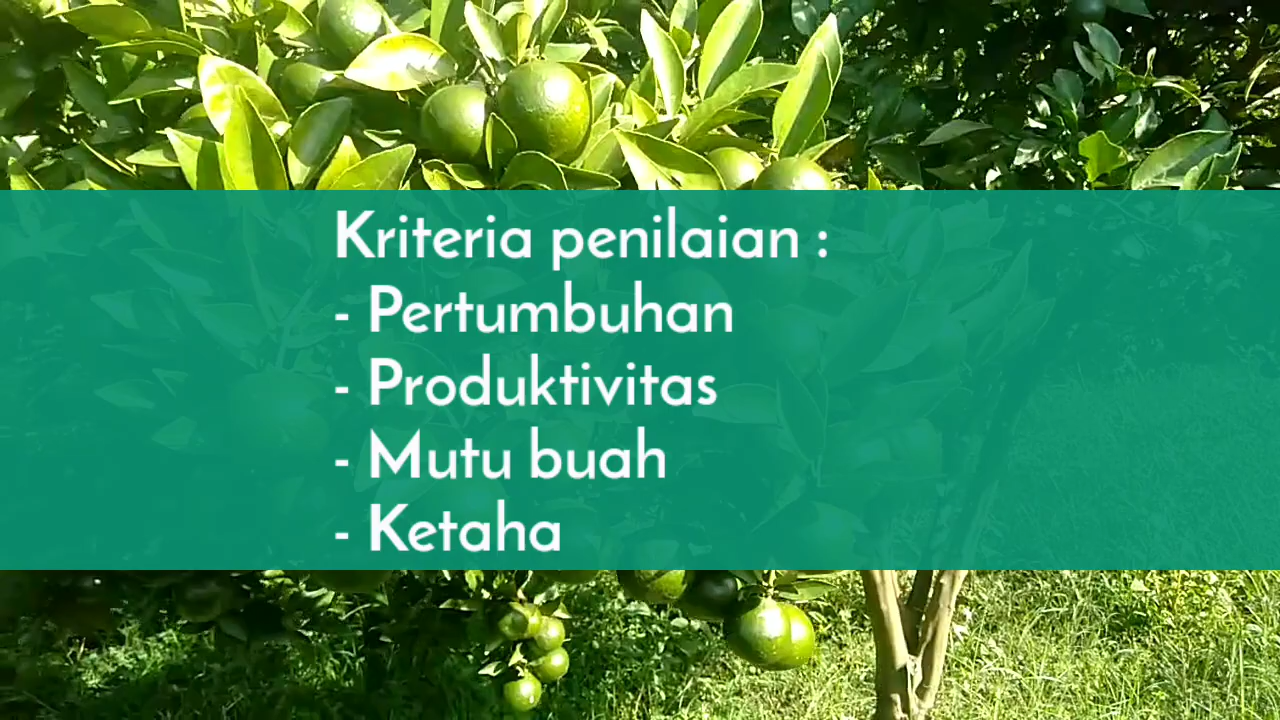 Kriteria penilaian :
- Pertumbuhan
- Produktivitas
- Mutu buah
- Ketaha